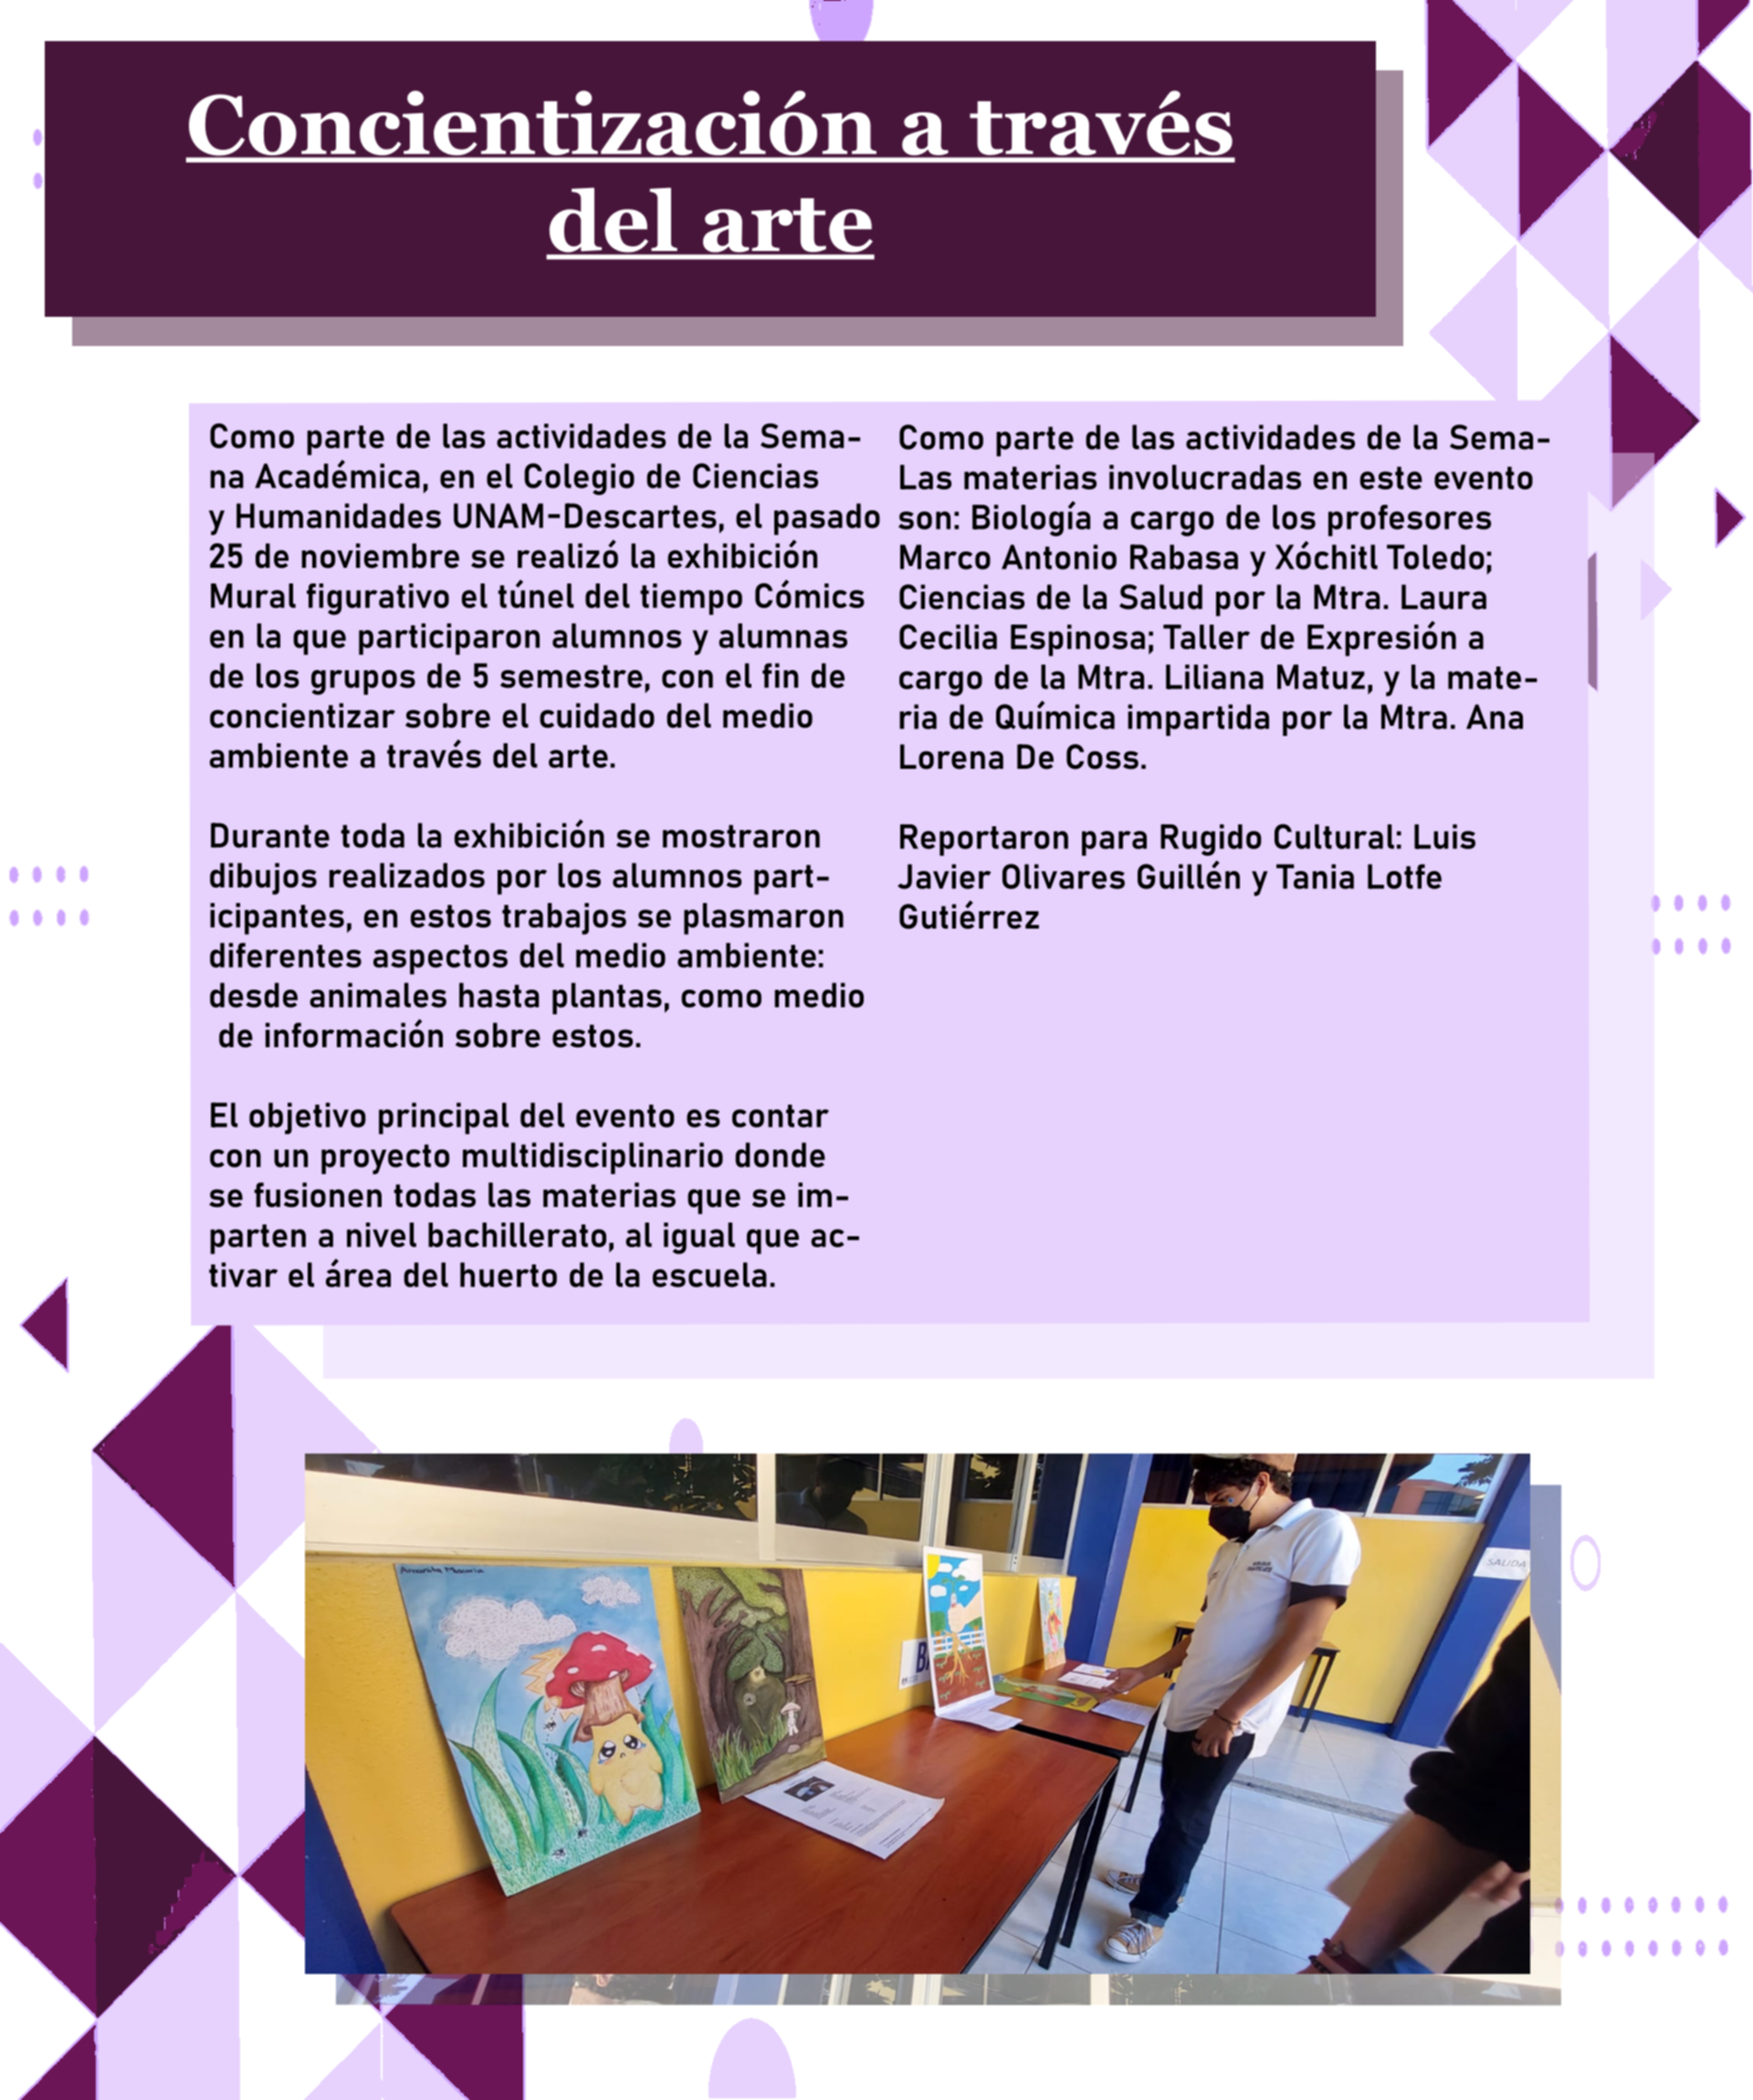 Concientización a través
del arte
Como parte de las actividades de la Sema-
na Académica, en el Colegio de Ciencias
y Humanidades UNAM-Descartes, el pasado
25 de noviembre se realizó la exhibición
Mural figurativo el túnel del tiempo Cómics
en la que participaron alumnos y alumnas
de los grupos de 5 semestre, con el fin de
concientizar sobre el cuidado del medio
ambiente a través del arte.
Durante toda la exhibición se mostraron
dibujos realizados por los alumnos part-
icipantes, en estos trabajos se plasmaron
diferentes aspectos del medio ambiente:
desde animales hasta plantas, como medio
de información sobre estos.
El objetivo principal del evento es contar
con un proyecto multidisciplinario donde
se fusionen todas las materias que se im-
parten a nivel bachillerato, al igual que ac-
tivar el área del huerto de la escuela.
Como parte de las actividades de la Sema-
Las materias involucradas en este evento
son: Biología a cargo de los profesores
Marco Antonio Rabasa y Xóchitl Toledo;
Ciencias de la Salud por la Mtra. Laura
Cecilia Espinosa; Taller de Expresión a
cargo de la Mtra. Liliana Matuz, y la mate-
ria de Química impartida por la Mtra. Ana
Lorena De Coss.
Reportaron para Rugido Cultural: Luis
Javier Olivares Guillén y Tania Lotfe
Gutiérrez
SALIDA